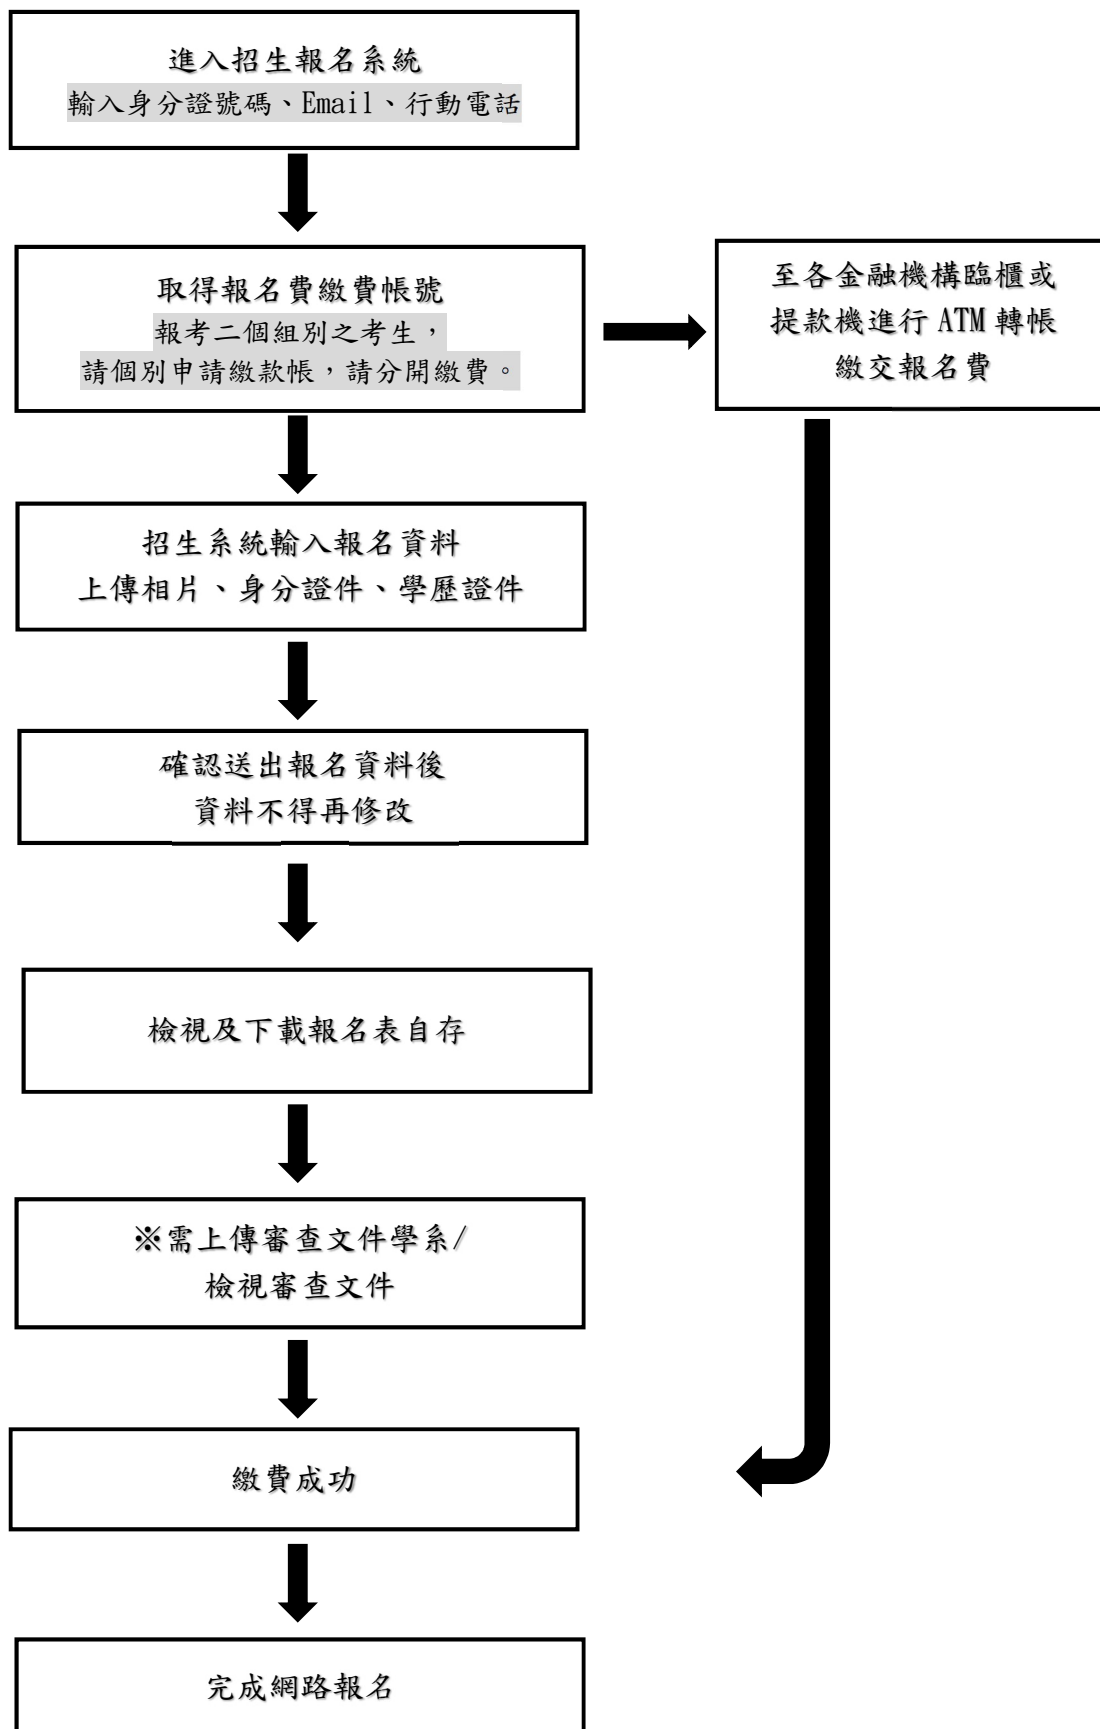 進入招生報名系統
輸入身分證號碼、Email、行動電話
取得報名費繳費帳號
報考二個組別之考生，
請個別申請繳款帳，請分開繳費。
至各金融機構臨櫃或
提款機進行 ATM 轉帳
繳交報名費
招生系統輸入報名資料
上傳相片、身分證件、學歷證件
確認送出報名資料後
資料不得再修改
檢視及下載報名表自存
※需上傳審查文件學系/
檢視審查文件
繳費成功
完成網路報名